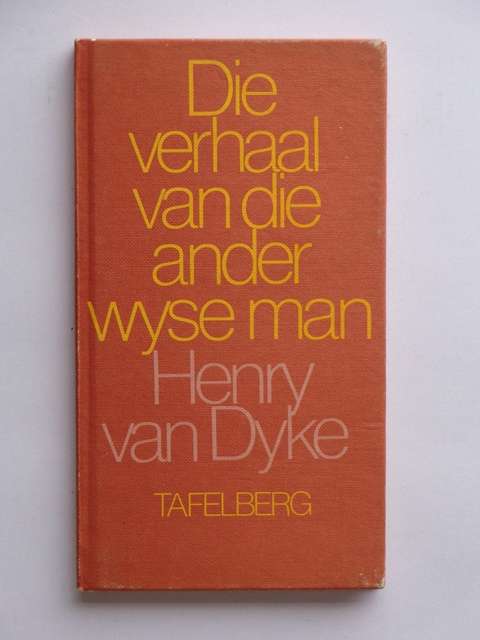 Die
verhaal
van die
ander
wyse man
Henry
van Dyke
TAFELBERG